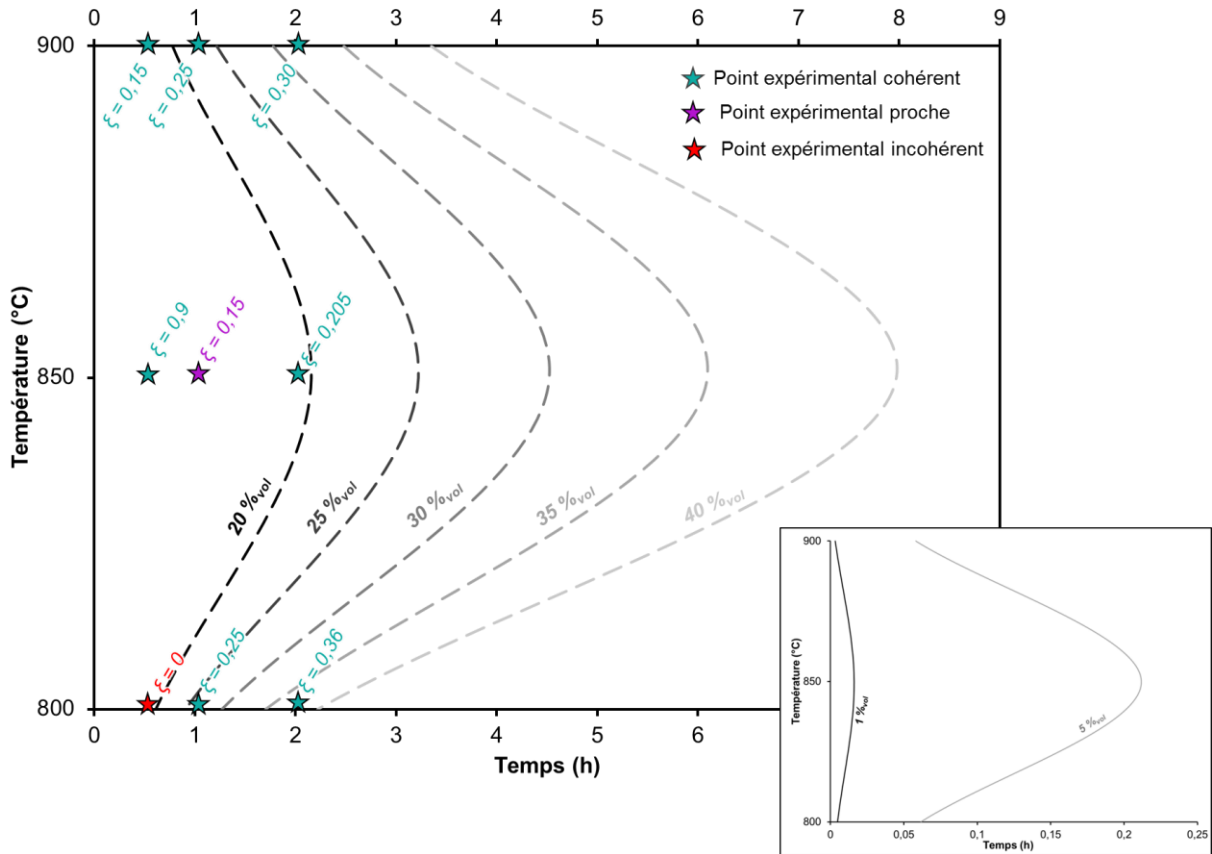 0 1 2 3 4 5 6 7 8 9
900
ξ = 0,15
ξ = 0,25
ξ = 0,30
Point expérimental cohérent
Point expérimental proche
Point expérimental incohérent
Température (°C)
850
ξ = 0,9
ξ = 0,15
ξ = 0,205
20 %vol
25 %vol
30 %vol
35 %vol
40 %vol
800
ξ = 0
ξ = 0,25
ξ = 0,36
0 1 2 3 4 5 6
Temps (h)
900
Température (°C)
850
1 %vol
5 %vol
800
0 0,05 0,1 0,15 0,2 0,25
Temps (h)